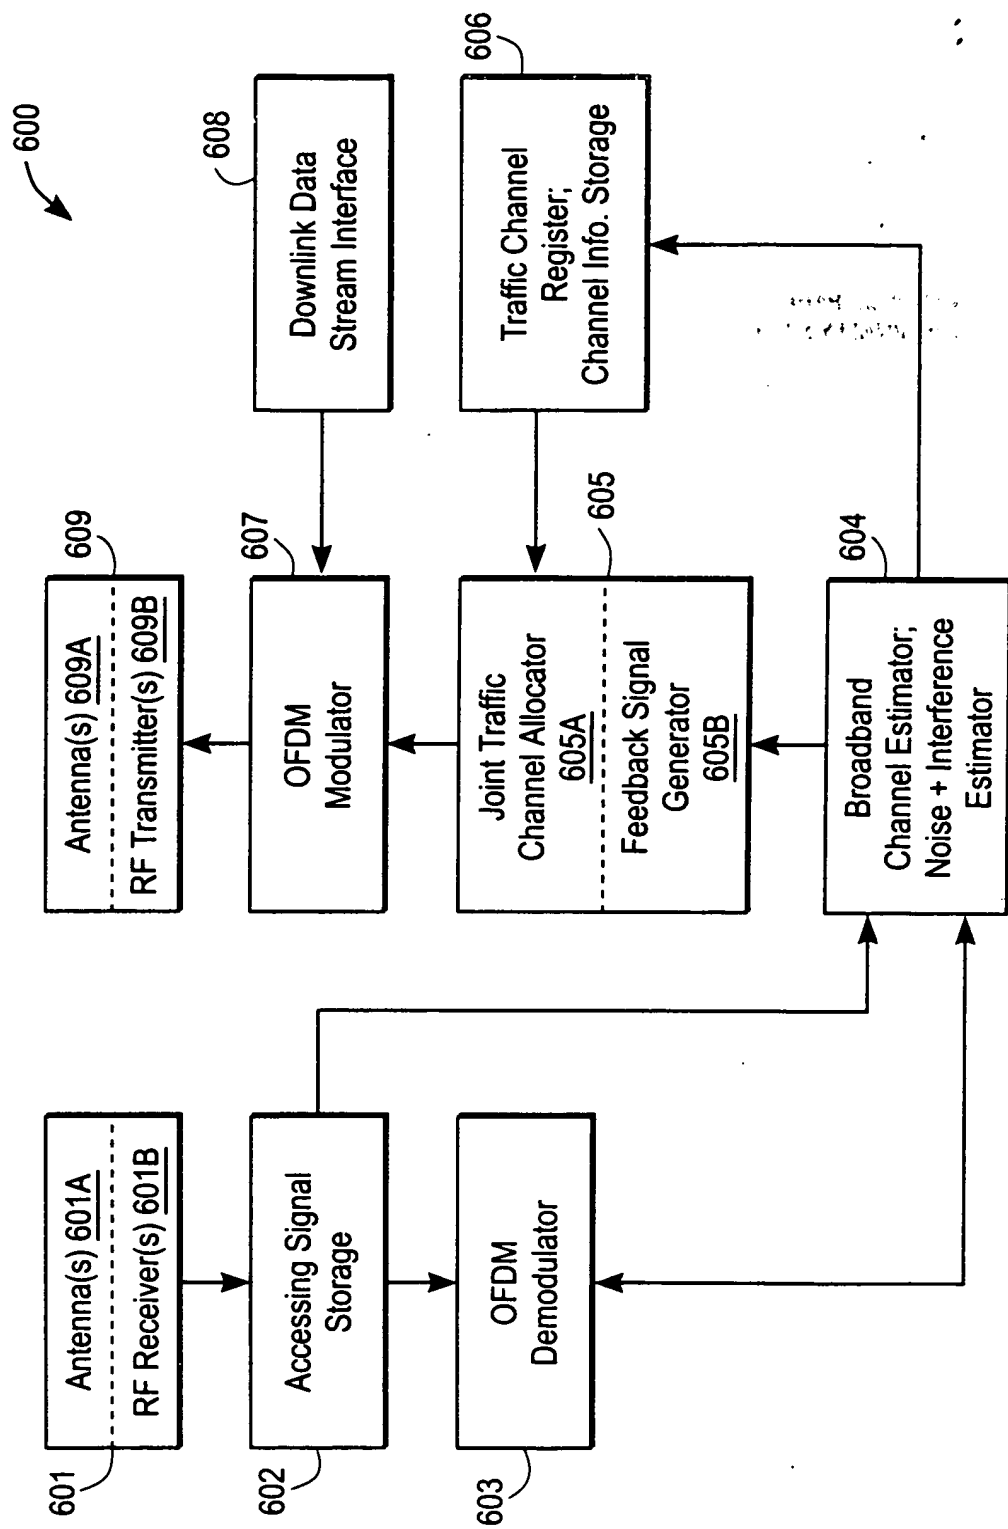 600
601
Antenna(s) 601A
RF Receiver(s) 601B
602
Accessing Signal
Storage
603
OFDM
Demodulator
609
Antenna(s) 609A
RF Transmitter(s) 609B
607
OFDM
Modulator
608
Downlink Data
Stream Interface
605
Joint Traffic
Channel Allocator
605A
Feedback Signal
Generator
605B
606
Traffic Channel
Register;
Channel Info. Storage
604
Broadband
Channel Estimator;
Noise + Interference
Estimator